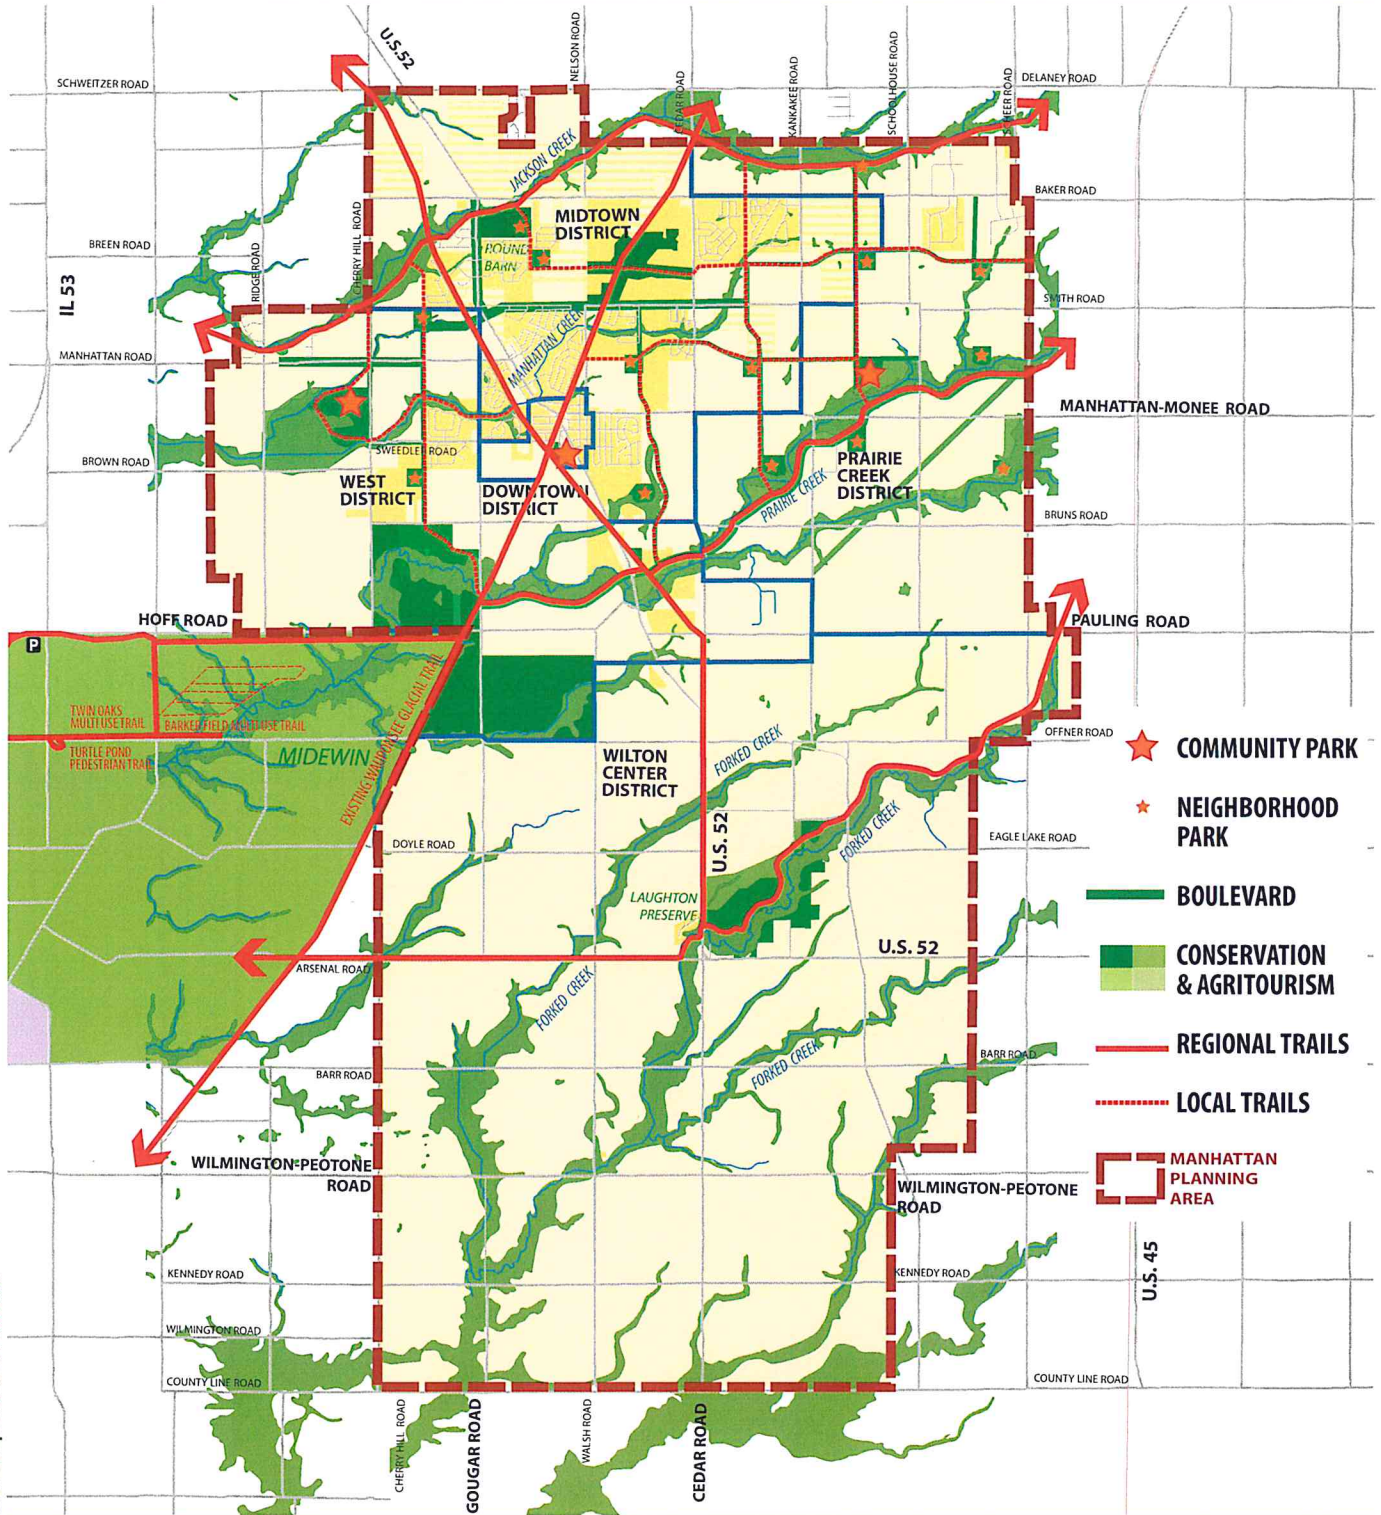 U.S.52
NELSON ROAD
CEDAR ROAD
KANKAKEE ROAD
SCHOOLHOUSE ROAD
SCHEER ROAD
DELANEY ROAD
SCHWEITZER ROAD
JACKSON CREEK
BAKER ROAD
CHERRY HILL ROAD
MIDTOWN
DISTRICT
BREEN ROAD
RIDGE ROAD
ROUND
BARN
IL 53
SMITH ROAD
MANHATTAN CREEK
MANHATTAN ROAD
MANHATTAN-MONEE ROAD
SWEEDLER ROAD
BROWN ROAD
WEST
DISTRICT
DOWNTOWN
DISTRICT
PRAIRIE
CREEK
DISTRICT
PRAIRIE CREEK
BRUNS ROAD
HOFF ROAD
PAULING ROAD
P
EXISTING WAUPONSEE GLACIAL TRAIL
TWIN OAKS
MULTI USE TRAIL
BARKER FIELD MULTI USE TRAIL
TURTLE POND
PEDESTRIAN TRAIL
MIDEWIN
OFFNER ROAD
WILTON
CENTER
DISTRICT
FORKED CREEK
U.S. 52
FORKED CREEK
DOYLE ROAD
EAGLE LAKE ROAD
LAUGHTON
PRESERVE
U.S. 52
ARSENAL ROAD
FORKED CREEK
FORKED CREEK
BARR ROAD
BARR ROAD
WILMINGTON-PEOTONE
ROAD
WILMINGTON-PEOTONE
ROAD
KENNEDY ROAD
KENNEDY ROAD
U.S. 45
WILMINGTON ROAD
COUNTY LINE ROAD
COUNTY LINE ROAD
CHERRY HILL ROAD
GOUGAR ROAD
WALSH ROAD
CEDAR ROAD
COMMUNITY PARK
NEIGHBORHOOD
PARK
BOULEVARD
CONSERVATION
& AGRITOURISM
REGIONAL TRAILS
LOCAL TRAILS
MANHATTAN
PLANNING
AREA